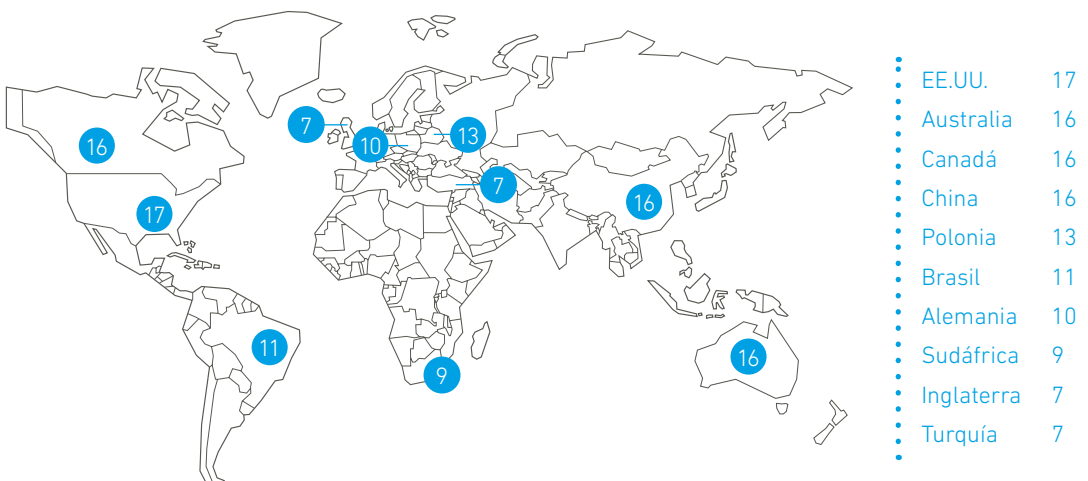 7
13
10
16
7
16
17
11
16
9
EE.UU. 17
Australia 16
Canadá 16
China 16
Polonia 13
Brasil 11
Alemania 10
Sudáfrica 9
Inglaterra 7
Turquía 7